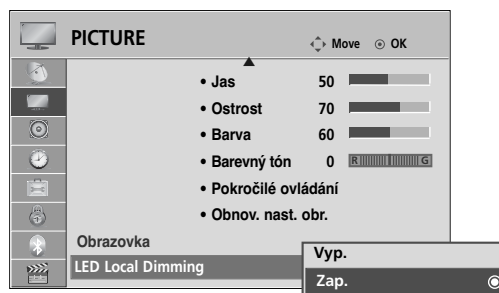 PICTURE
Move OK
• Jas 50
• Ostrost 70
• Barva 60
• Barevný tón 0 R G
• Pokročilé ovládání
• Obnov. nast. obr.
Obrazovka
LED Local Dimming
Vyp.
Zap.